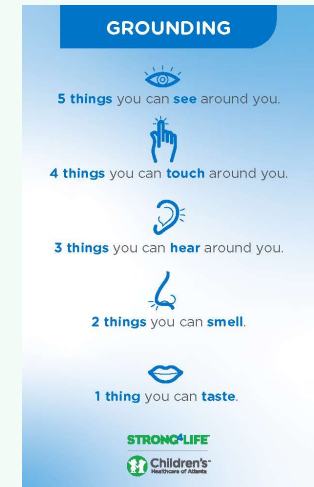 GROUNDING
5 things you can see around you.
4 things you can touch around you.
3 things you can hear around you.
2 things you can smell.
1 thing you can taste.
STRONG4LIFE
Children's
Healthcare of Atlanta